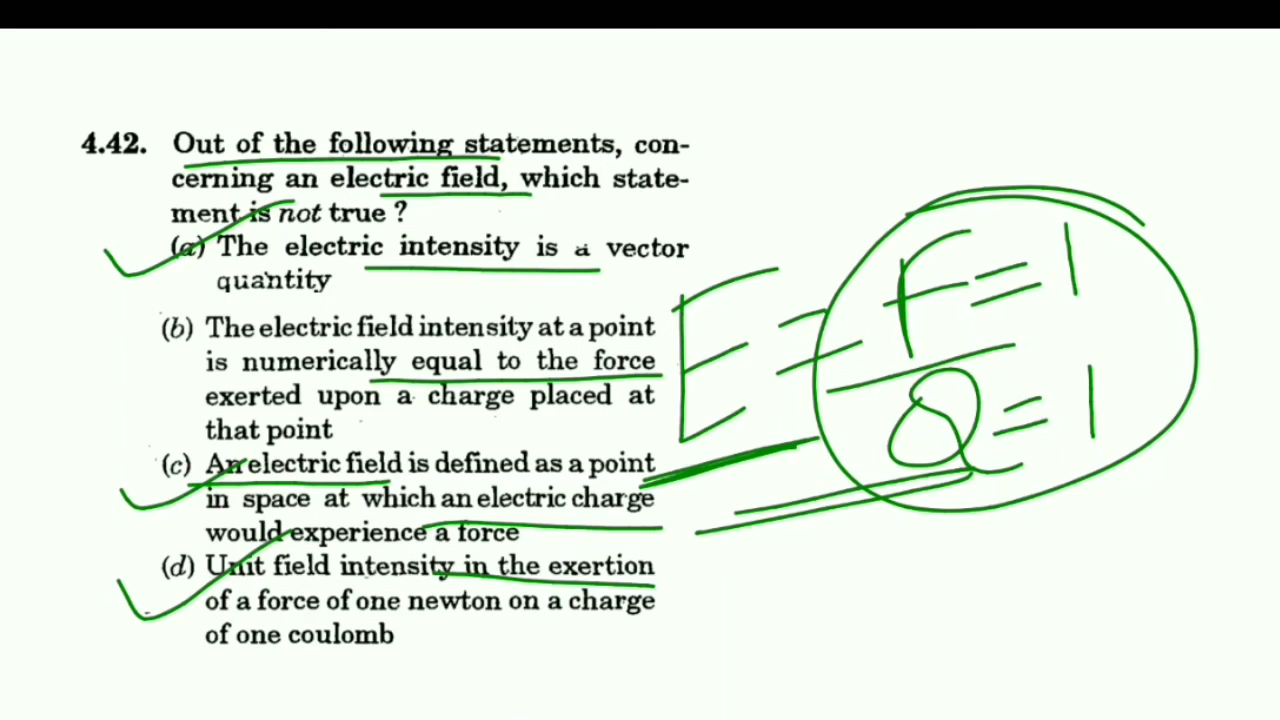 4.42. Out of the following statements, con-
cerning an electric field, which state-
ment is not true ?
(a) The electric intensity is a vector
quantity
(b) The electric field intensity at a point
is numerically equal to the force
exerted upon a charge placed at
that point
(c) An electric field is defined as a point
in space at which an electric charge
would experience a force
(d) Unit field intensity in the exertion
of a force of one newton on a charge
of one coulomb
E = F = 1
Q = 1